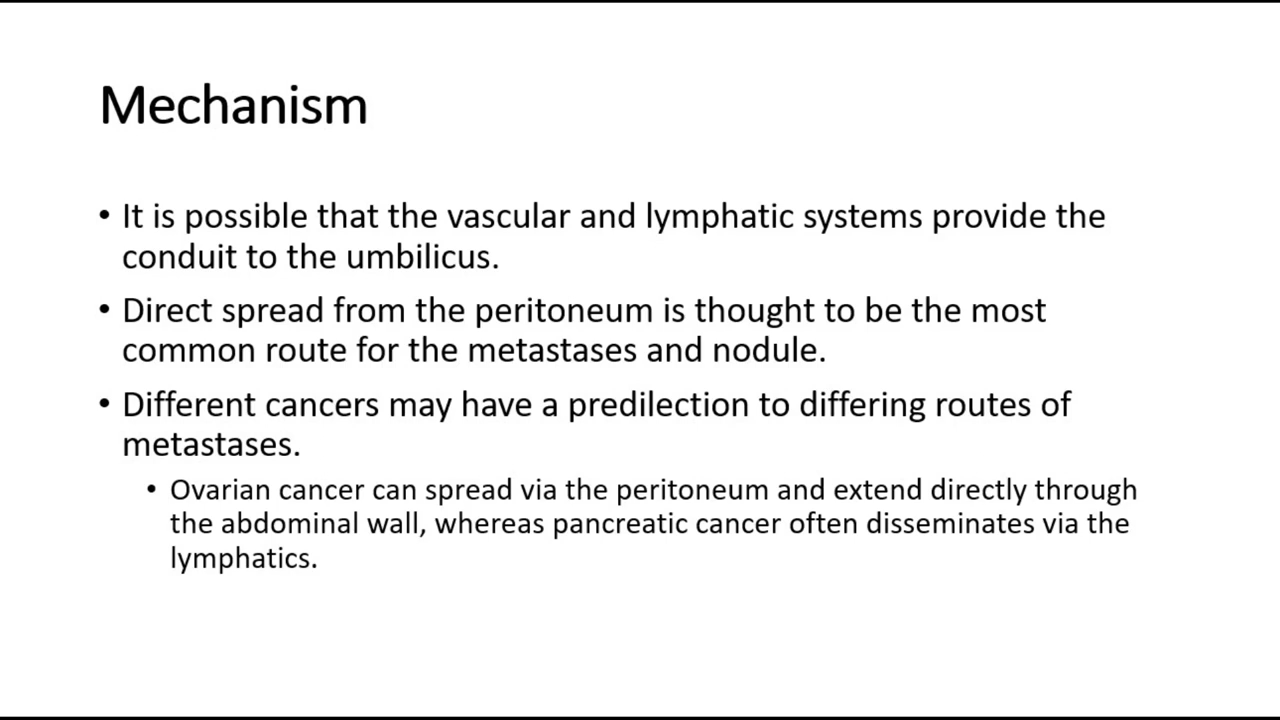 Mechanism
• It is possible that the vascular and lymphatic systems provide the
conduit to the umbilicus.
• Direct spread from the peritoneum is thought to be the most
common route for the metastases and nodule.
• Different cancers may have a predilection to differing routes of
metastases.
• Ovarian cancer can spread via the peritoneum and extend directly through
the abdominal wall, whereas pancreatic cancer often disseminates via the
lymphatics.